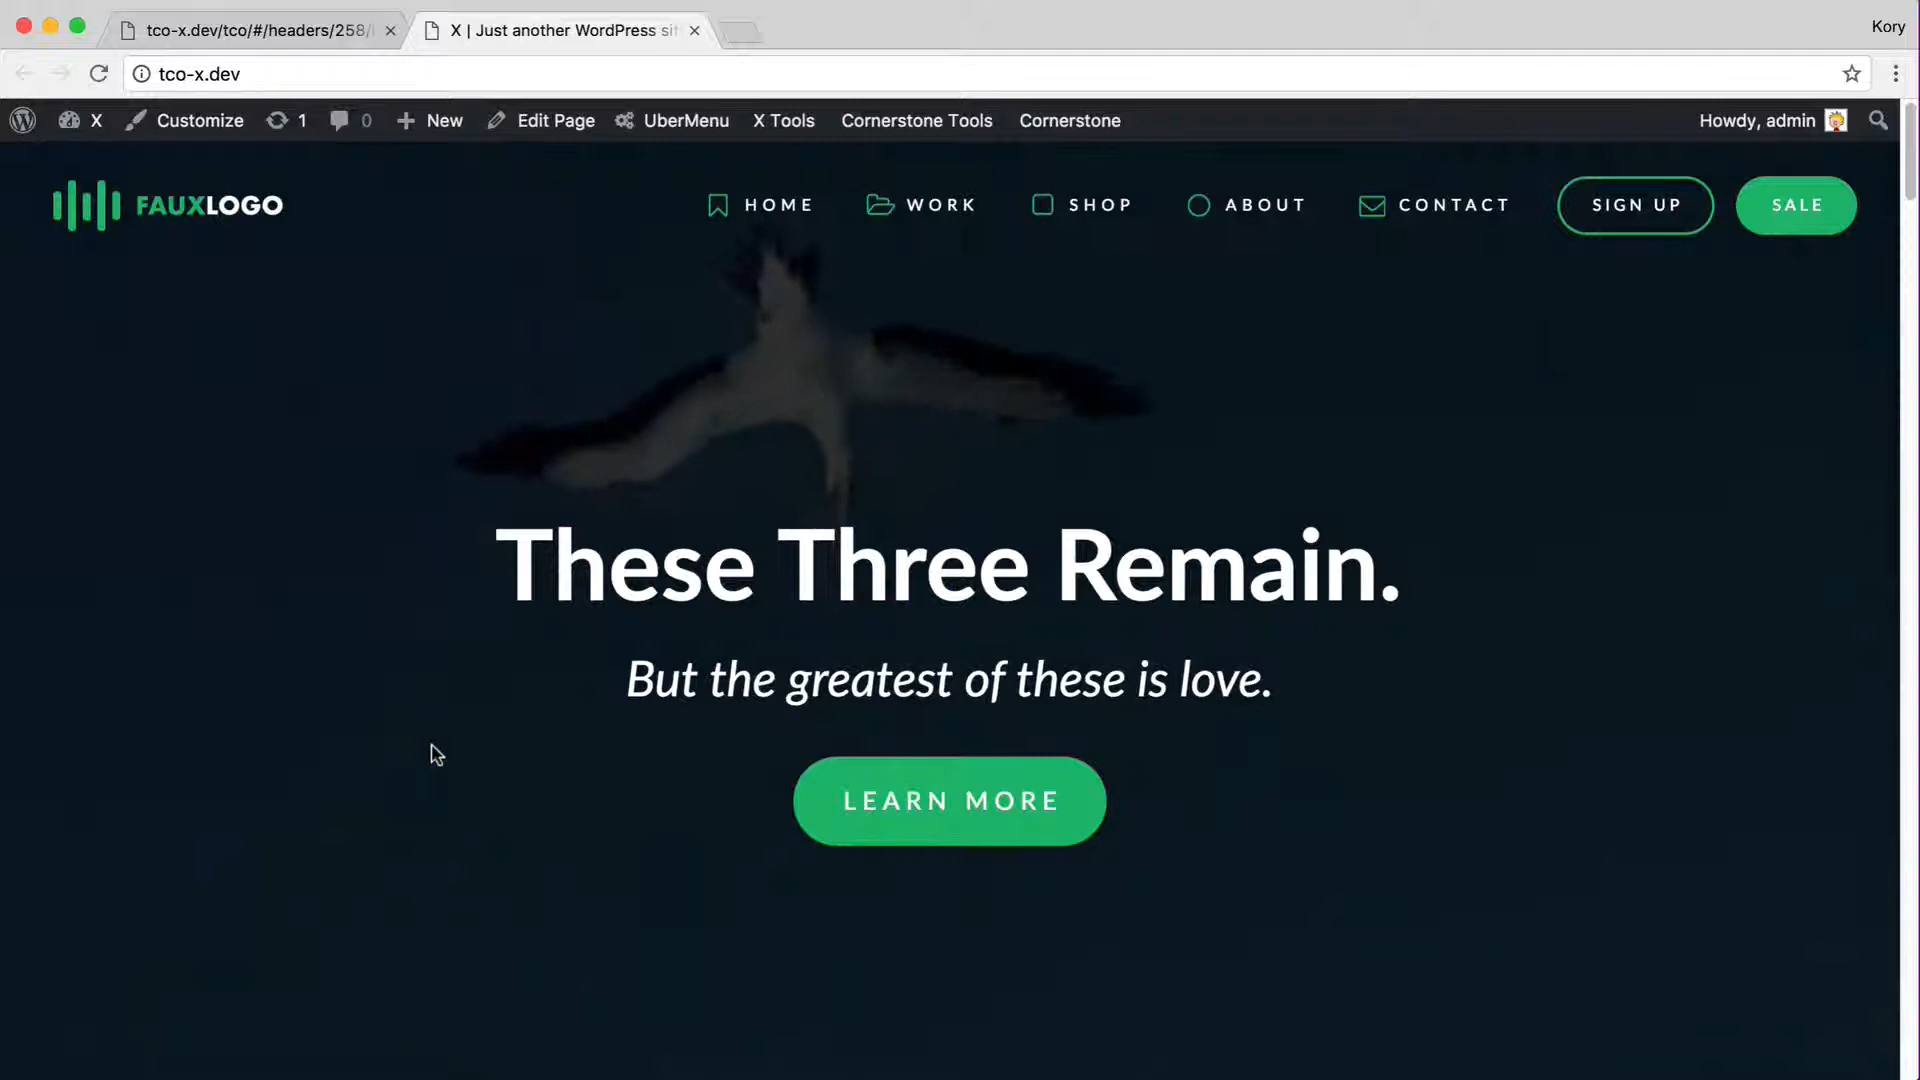 tco-x.dev/tco/#/headers/258/
X | Just another WordPress sit
Kory
tco-x.dev
X Customize 1 0 New Edit Page UberMenu X Tools Cornerstone Tools Cornerstone Howdy, admin
FAUXLOGO HOME WORK SHOP ABOUT CONTACT SIGN UP SALE
These Three Remain.
But the greatest of these is love.
LEARN MORE